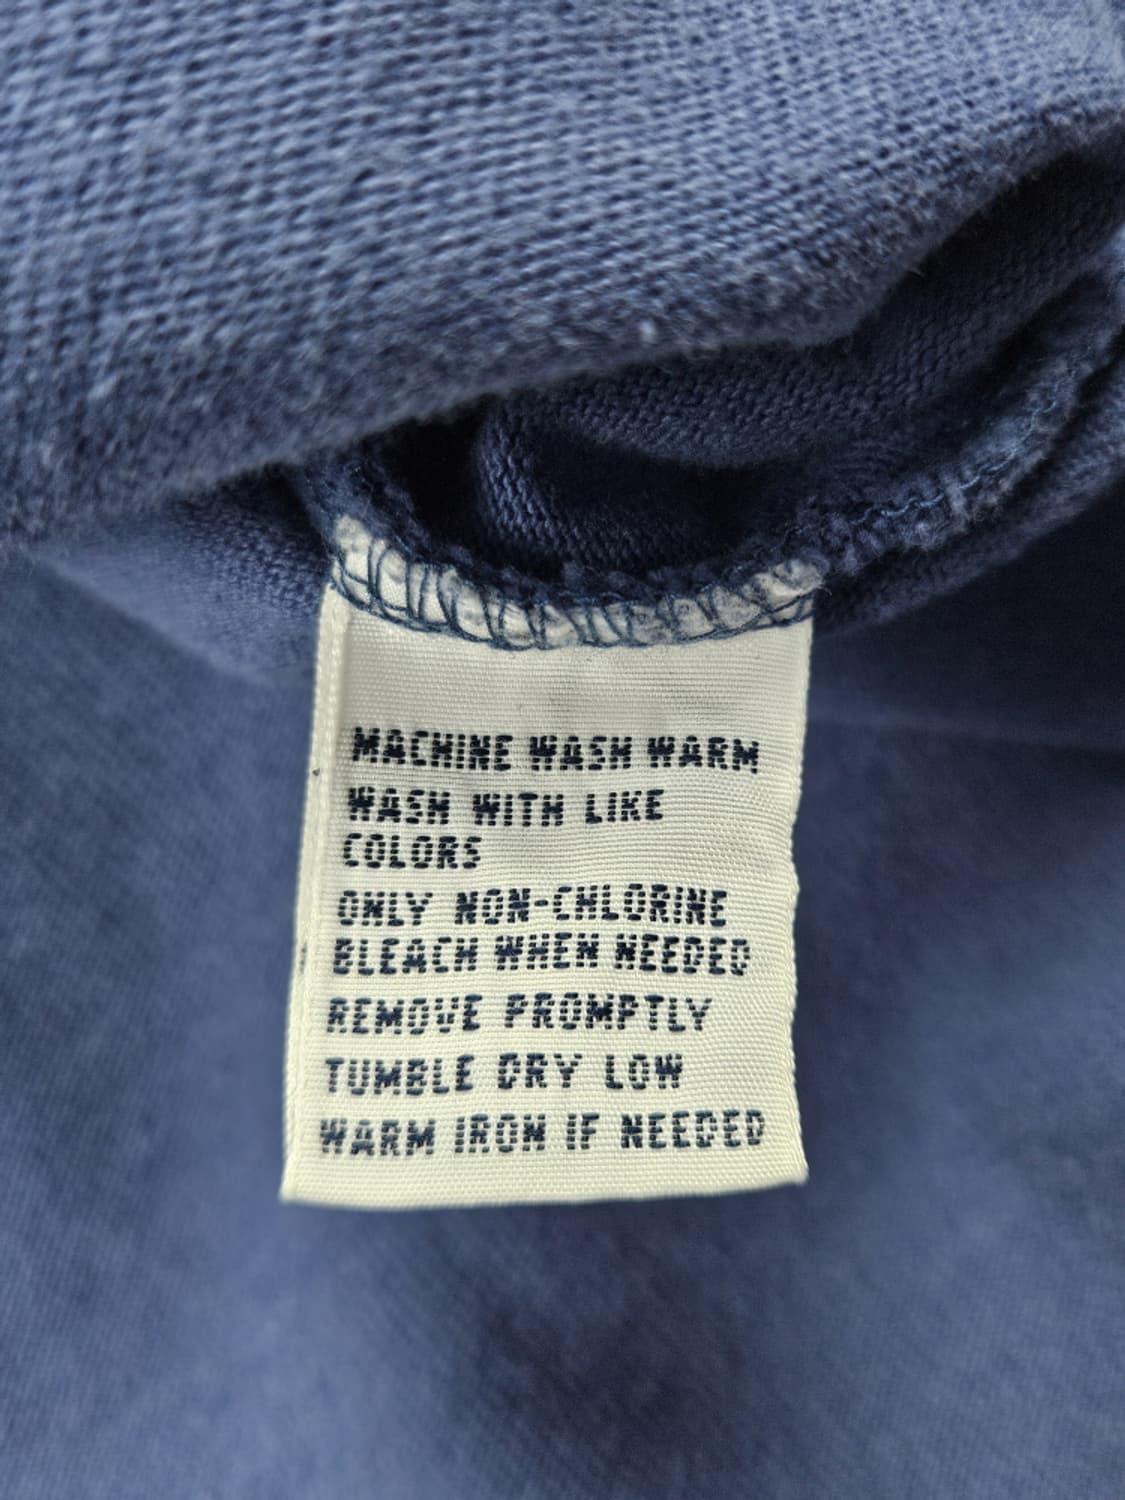 MACHINE WASH WARM
WASH WITH LIKE
COLORS
ONLY NON-CHLORINE
BLEACH WHEN NEEDED
REMOVE PROMPTLY
TUMBLE DRY LOW
WARM IRON IF NEEDED